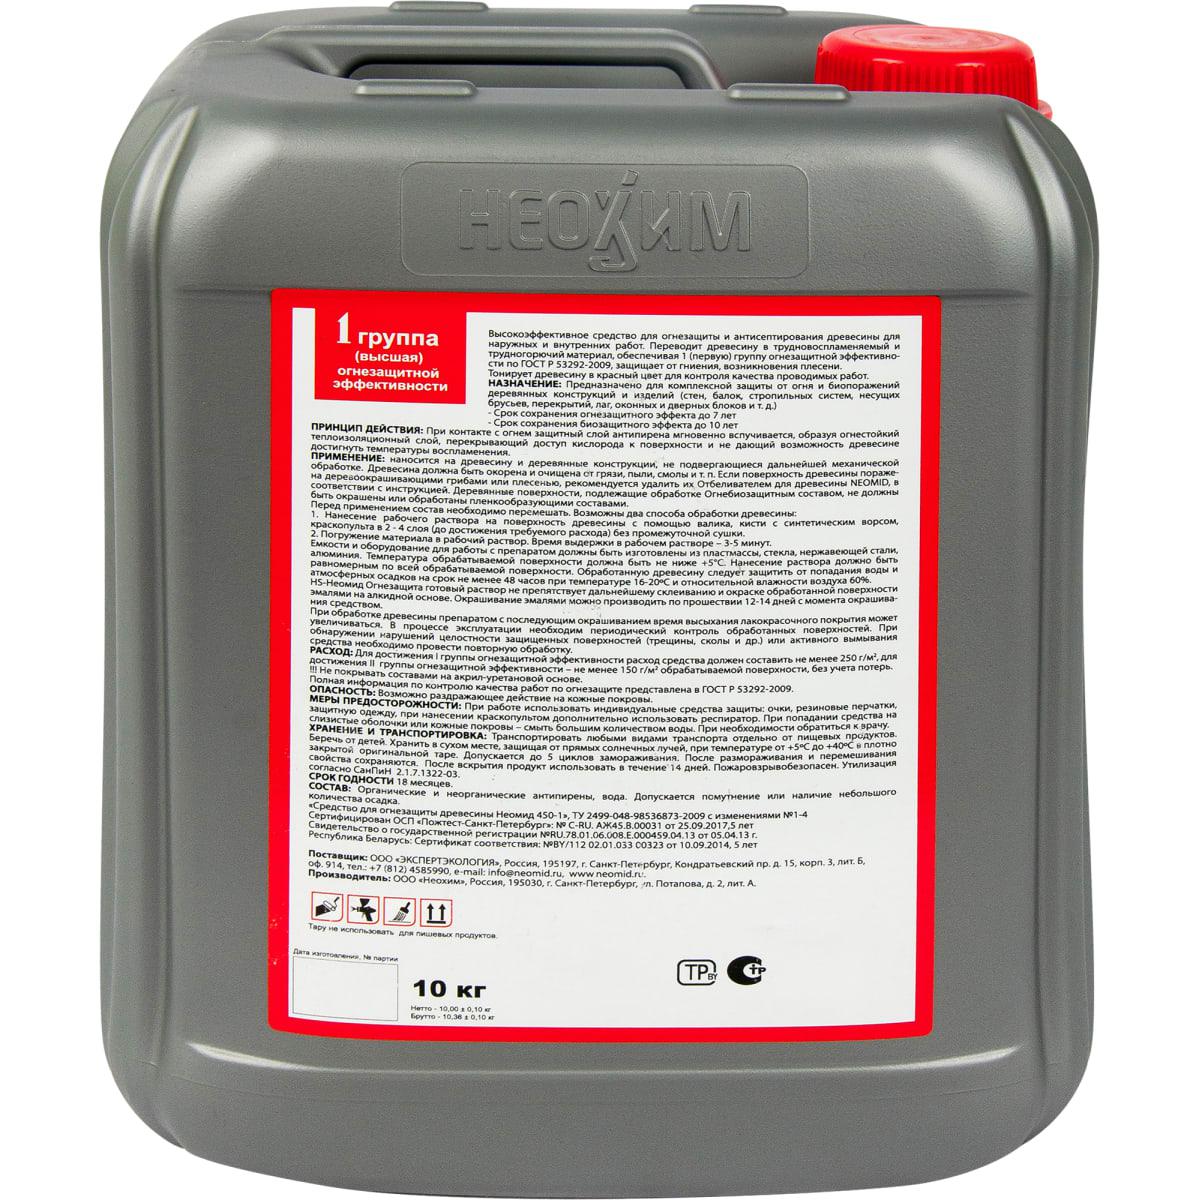 НЕОХИМ
1 группа
(высшая)
огнезащитной
эффективности
Высокоэффективное средство для огнезащиты и антисептирования древесины для
наружных и внутренних работ. Переводит древесину в трудновоспламеняемый и
трудногорючий материал, обеспечивая 1 (первую) группу огнезащитной эффективно-
сти по ГОСТ Р 53292-2009, защищает от гниения, возникновения плесени.
Тонирует древесину в красный цвет для контроля качества проводимых работ.
НАЗНАЧЕНИЕ: Предназначено для комплексной защиты от огня и биопоражений
деревянных конструкций и изделий (стен, балок, стропильных систем, несущих
брусьев, перекрытий, лаг, оконных и дверных блоков и т. д.)
- Срок сохранения огнезащитного эффекта до 7 лет
- Срок сохранения биозащитного эффекта до 10 лет
ПРИНЦИП ДЕЙСТВИЯ: При контакте с огнем защитный слой антипирена мгновенно вспучивается, образуя огнестойкий
теплоизоляционный слой, перекрывающий доступ кислорода к поверхности и не дающий возможность древесине
достигнуть температуры воспламенения.
ПРИМЕНЕНИЕ: наносится на древесину и деревянные конструкции, не подвергающиеся дальнейшей механической
обработке. Древесина должна быть окорена и очищена от грязи, пыли, смолы и т. п. Если поверхность древесины пораже-
на деревоокрашивающими грибами или плесенью, рекомендуется удалить их Отбеливателем для древесины NEOMID, в
соответствии с инструкцией. Деревянные поверхности, подлежащие обработке Огнебиозащитным составом, не должны
быть окрашены или обработаны пленкообразующими составами.
Перед применением состав необходимо перемешать. Возможны два способа обработки древесины:
1. Нанесение рабочего раствора на поверхность древесины с помощью валика, кисти с синтетическим ворсом,
краскопульта в 2 - 4 слоя (до достижения требуемого расхода) без промежуточной сушки.
2. Погружение материала в рабочий раствор. Время выдержки в рабочем растворе – 3-5 минут.
Емкости и оборудование для работы с препаратом должны быть изготовлены из пластмассы, стекла, нержавеющей стали,
алюминия. Температура обрабатываемой поверхности должна быть не ниже +5°С. Нанесение раствора должно быть
равномерным по всей обрабатываемой поверхности. Обработанную древесину следует защитить от попадания воды и
атмосферных осадков на срок не менее 48 часов при температуре 16-20ºС и относительной влажности воздуха 60%.
HS-Неомид Огнезащита готовый раствор не препятствует дальнейшему склеиванию и окраске обработанной поверхности
эмалями на алкидной основе. Окрашивание эмалями можно производить по прошествии 12-14 дней с момента окрашива-
ния средством.
При обработке древесины препаратом с последующим окрашиванием время высыхания лакокрасочного покрытия может
увеличиваться. В процессе эксплуатации необходим периодический контроль обработанных поверхностей. При
обнаружении нарушений целостности защищенных поверхностей (трещины, сколы и др.) или активного вымывания
средства необходимо провести повторную обработку.
РАСХОД: Для достижения I группы огнезащитной эффективности расход средства должен составить не менее 250 г/м², для
достижения II группы огнезащитной эффективности – не менее 150 г/м² обрабатываемой поверхности, без учета потерь.
!!! Не покрывать составами на акрил-уретановой основе.
Полная информация по контролю качества работ по огнезащите представлена в ГОСТ Р 53292-2009.
ОПАСНОСТЬ: Возможно раздражающее действие на кожные покровы.
МЕРЫ ПРЕДОСТОРОЖНОСТИ: При работе использовать индивидуальные средства защиты: очки, резиновые перчатки,
защитную одежду, при нанесении краскопультом дополнительно использовать респиратор. При попадании средства на
слизистые оболочки или кожные покровы – смыть большим количеством воды. При необходимости обратиться к врачу.
ХРАНЕНИЕ И ТРАНСПОРТИРОВКА: Транспортировать любыми видами транспорта отдельно от пищевых продуктов.
Беречь от детей. Хранить в сухом месте, защищая от прямых солнечных лучей, при температуре от +5ºС до +40ºС в плотно
закрытой оригинальной таре. Допускается до 5 циклов замораживания. После размораживания и перемешивания
свойства сохраняются. После вскрытия продукт использовать в течение 14 дней. Пожаровзрывобезопасен. Утилизация
согласно СанПиН 2.1.7.1322-03.
СРОК ГОДНОСТИ 18 месяцев.
СОСТАВ: Органические и неорганические антипирены, вода. Допускается помутнение или наличие небольшого
количества осадка.
«Средство для огнезащиты древесины Неомид 450-1», ТУ 2499-048-98536873-2009 с изменениями №1-4
Сертифицирован ОСП «Пожтест-Санкт-Петербург»: № C-RU. АЖ45.В.00031 от 25.09.2017,5 лет
Свидетельство о государственной регистрации №RU.78.01.06.008.Е.000459.04.13 от 05.04.13 г.
Республика Беларусь: Сертификат соответствия: №BY/112 02.01.033 00323 от 10.09.2014, 5 лет
Поставщик: ООО «ЭКСПЕРТЭКОЛОГИЯ», Россия, 195197, г. Санкт-Петербург, Кондратьевский пр. д. 15, корп. 3, лит. Б,
оф. 914, тел.: +7 (812) 4585990, e-mail: info@neomid.ru, www.neomid.ru.
Производитель: ООО «Неохим», Россия, 195030, г. Санкт-Петербург, ул. Потапова, д. 2, лит. А.
Тару не использовать для пищевых продуктов.
Дата изготовления, № партии
10 кг
Нетто - 10,00 ± 0,10 кг
Брутто - 10,36 ± 0,10 кг
ТР BY
ТР